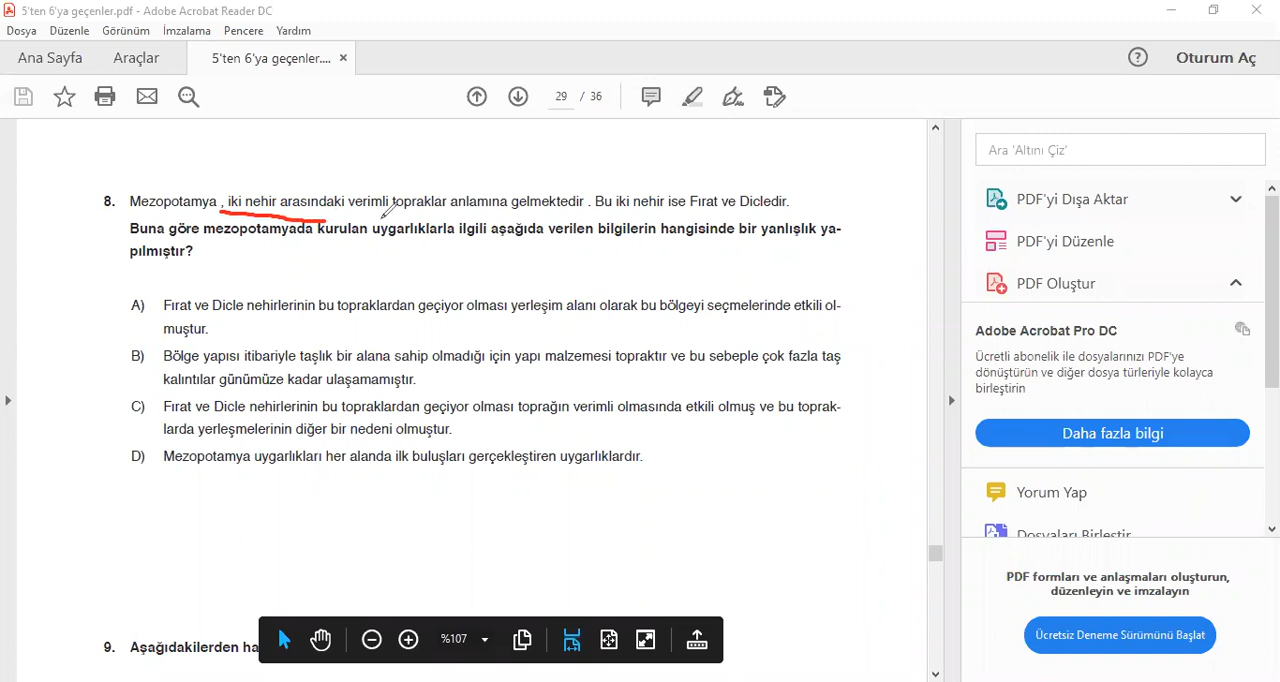 5'ten 6'ya geçenler.pdf - Adobe Acrobat Reader DC
Dosya Düzenle Görünüm İmzalama Pencere Yardım
Ana Sayfa Araçlar 5'ten 6'ya geçenler.... × ? Oturum Aç
29 / 36
8. Mezopotamya , iki nehir arasındaki verimli topraklar anlamına gelmektedir . Bu iki nehir ise Fırat ve Dicledir.
Buna göre mezopotamyada kurulan uygarlıklarla ilgili aşağıda verilen bilgilerin hangisinde bir yanlışlık ya-
pılmıştır?
A) Fırat ve Dicle nehirlerinin bu topraklardan geçiyor olması yerleşim alanı olarak bu bölgeyi seçmelerinde etkili ol-
muştur.
B) Bölge yapısı itibariyle taşlık bir alana sahip olmadığı için yapı malzemesi topraktır ve bu sebeple çok fazla taş
kalıntılar günümüze kadar ulaşamamıştır.
C) Fırat ve Dicle nehirlerinin bu topraklardan geçiyor olması toprağın verimli olmasında etkili olmuş ve bu toprak-
larda yerleşmelerinin diğer bir nedeni olmuştur.
D) Mezopotamya uygarlıkları her alanda ilk buluşları gerçekleştiren uygarlıklardır.
9. Aşağıdakilerden ha
%107
Ara 'Altını Çiz'
PDF'yi Dışa Aktar
PDF'yi Düzenle
PDF Oluştur
Adobe Acrobat Pro DC
Ücretli abonelik ile dosyalarınızı PDF'ye
dönüştürün ve diğer dosya türleriyle kolayca
birleştirin
Daha fazla bilgi
Yorum Yap
Dosyaları Birleştir
PDF formları ve anlaşmaları oluşturun,
düzenleyin ve imzalayın
Ücretsiz Deneme Sürümünü Başlat